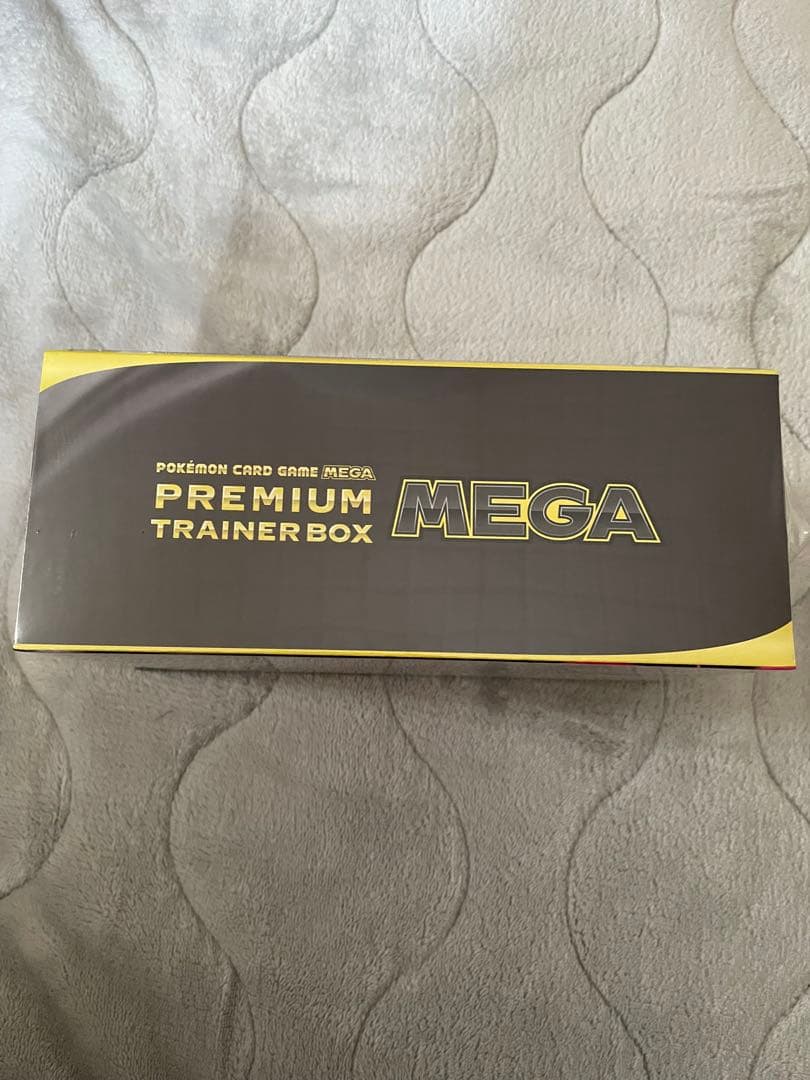 POKÉMON CARD GAME MEGA
PREMIUM
TRAINER BOX
MEGA